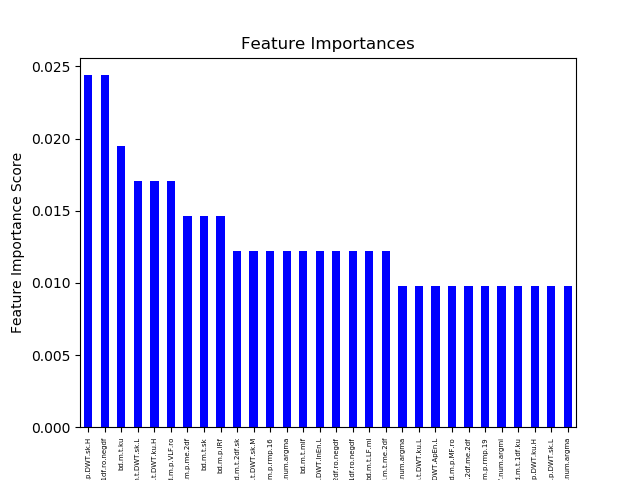 Feature Importances
Feature Importance Score
0.025
0.020
0.015
0.010
0.005
0.000
p.DWT.sk.H
1df.ro.negdf
bd.m.t.ku
.t.DWT.sk.L
.t.DWT.ku.H
d.m.p.VLF.ro
m.p.me.2df
bd.m.t.sk
bd.m.p.IRf
d.m.t.2df.sk
.t.DWT.sk.M
m.p.rmp.16
.num.argma
bd.m.t.mif
.DWT.InEn.L
2df.ro.negdf
1df.ro.negdf
bd.m.t.LF.mi
.m.t.me.2df
.num.argma
.t.DWT.ku.L
DWT.ApEn.L
d.m.p.MF.ro
.2df.me.2df
m.p.rmp.19
.num.argmi
d.m.t.1df.ku
p.DWT.ku.H
p.DWT.sk.L
.num.argma